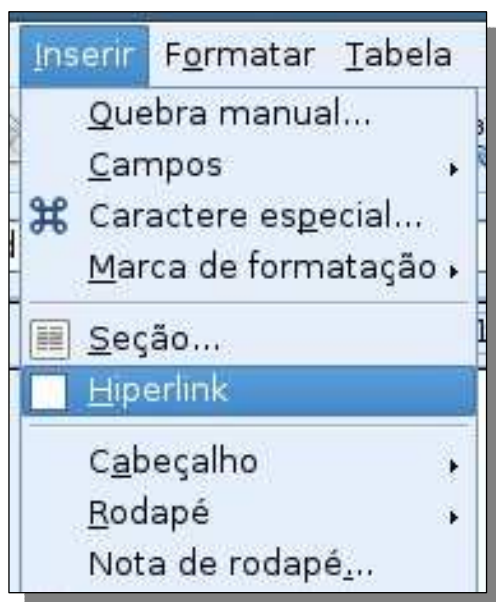 Inserir Formatar Tabela
Quebra manual...
Campos
Caractere especial...
Marca de formatação
Seção...
Hiperlink
Cabeçalho
Rodapé
Nota de rodapé...